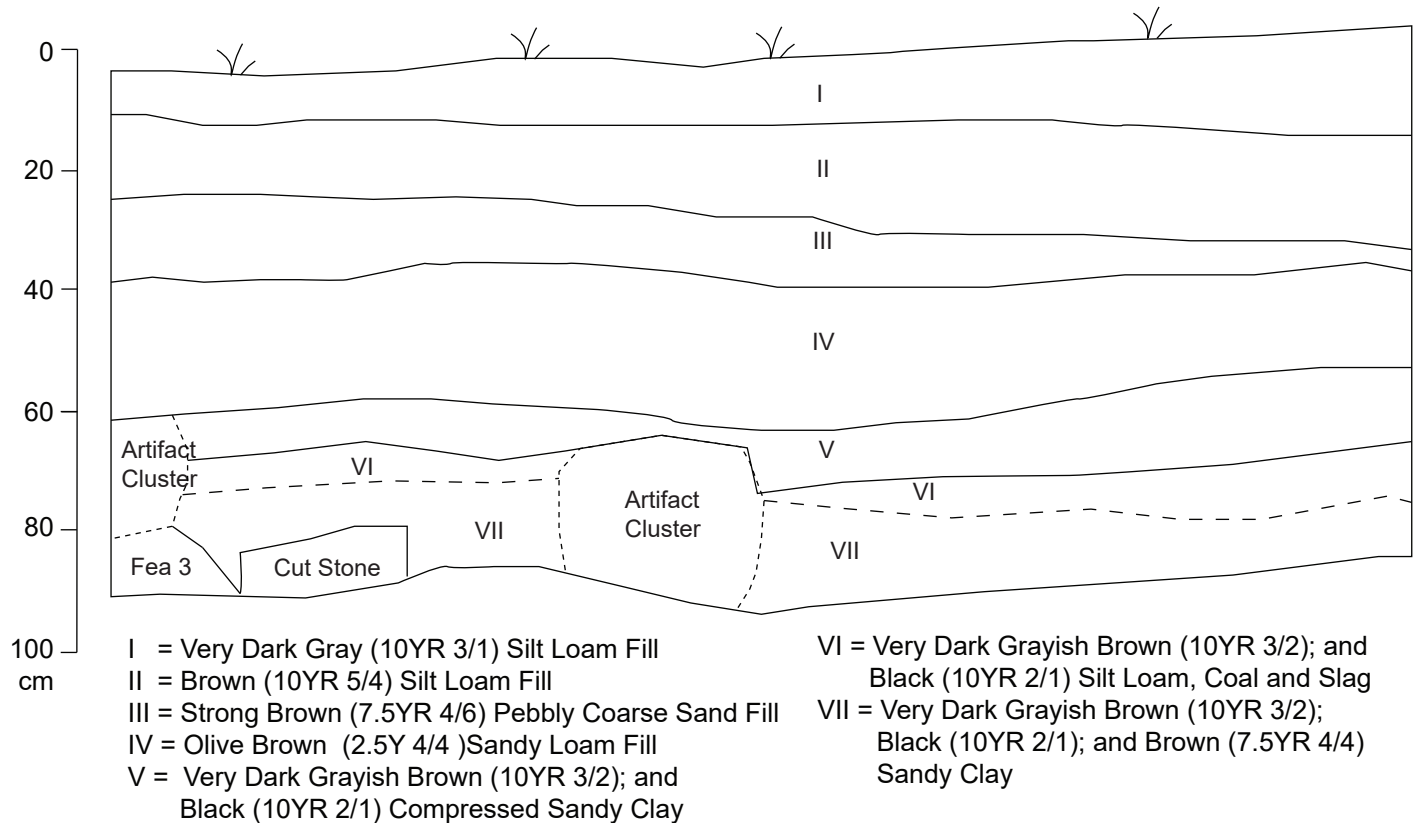 0
20
40
60
80
100
cm
I
II
III
IV
V
VI
VI
VII
VII
Artifact
Cluster
Artifact
Cluster
Fea 3
Cut Stone
I = Very Dark Gray (10YR 3/1) Silt Loam Fill
II = Brown (10YR 5/4) Silt Loam Fill
III = Strong Brown (7.5YR 4/6) Pebbly Coarse Sand Fill
IV = Olive Brown (2.5Y 4/4 )Sandy Loam Fill
V = Very Dark Grayish Brown (10YR 3/2); and
Black (10YR 2/1) Compressed Sandy Clay
VI = Very Dark Grayish Brown (10YR 3/2); and
Black (10YR 2/1) Silt Loam, Coal and Slag
VII = Very Dark Grayish Brown (10YR 3/2);
Black (10YR 2/1); and Brown (7.5YR 4/4)
Sandy Clay